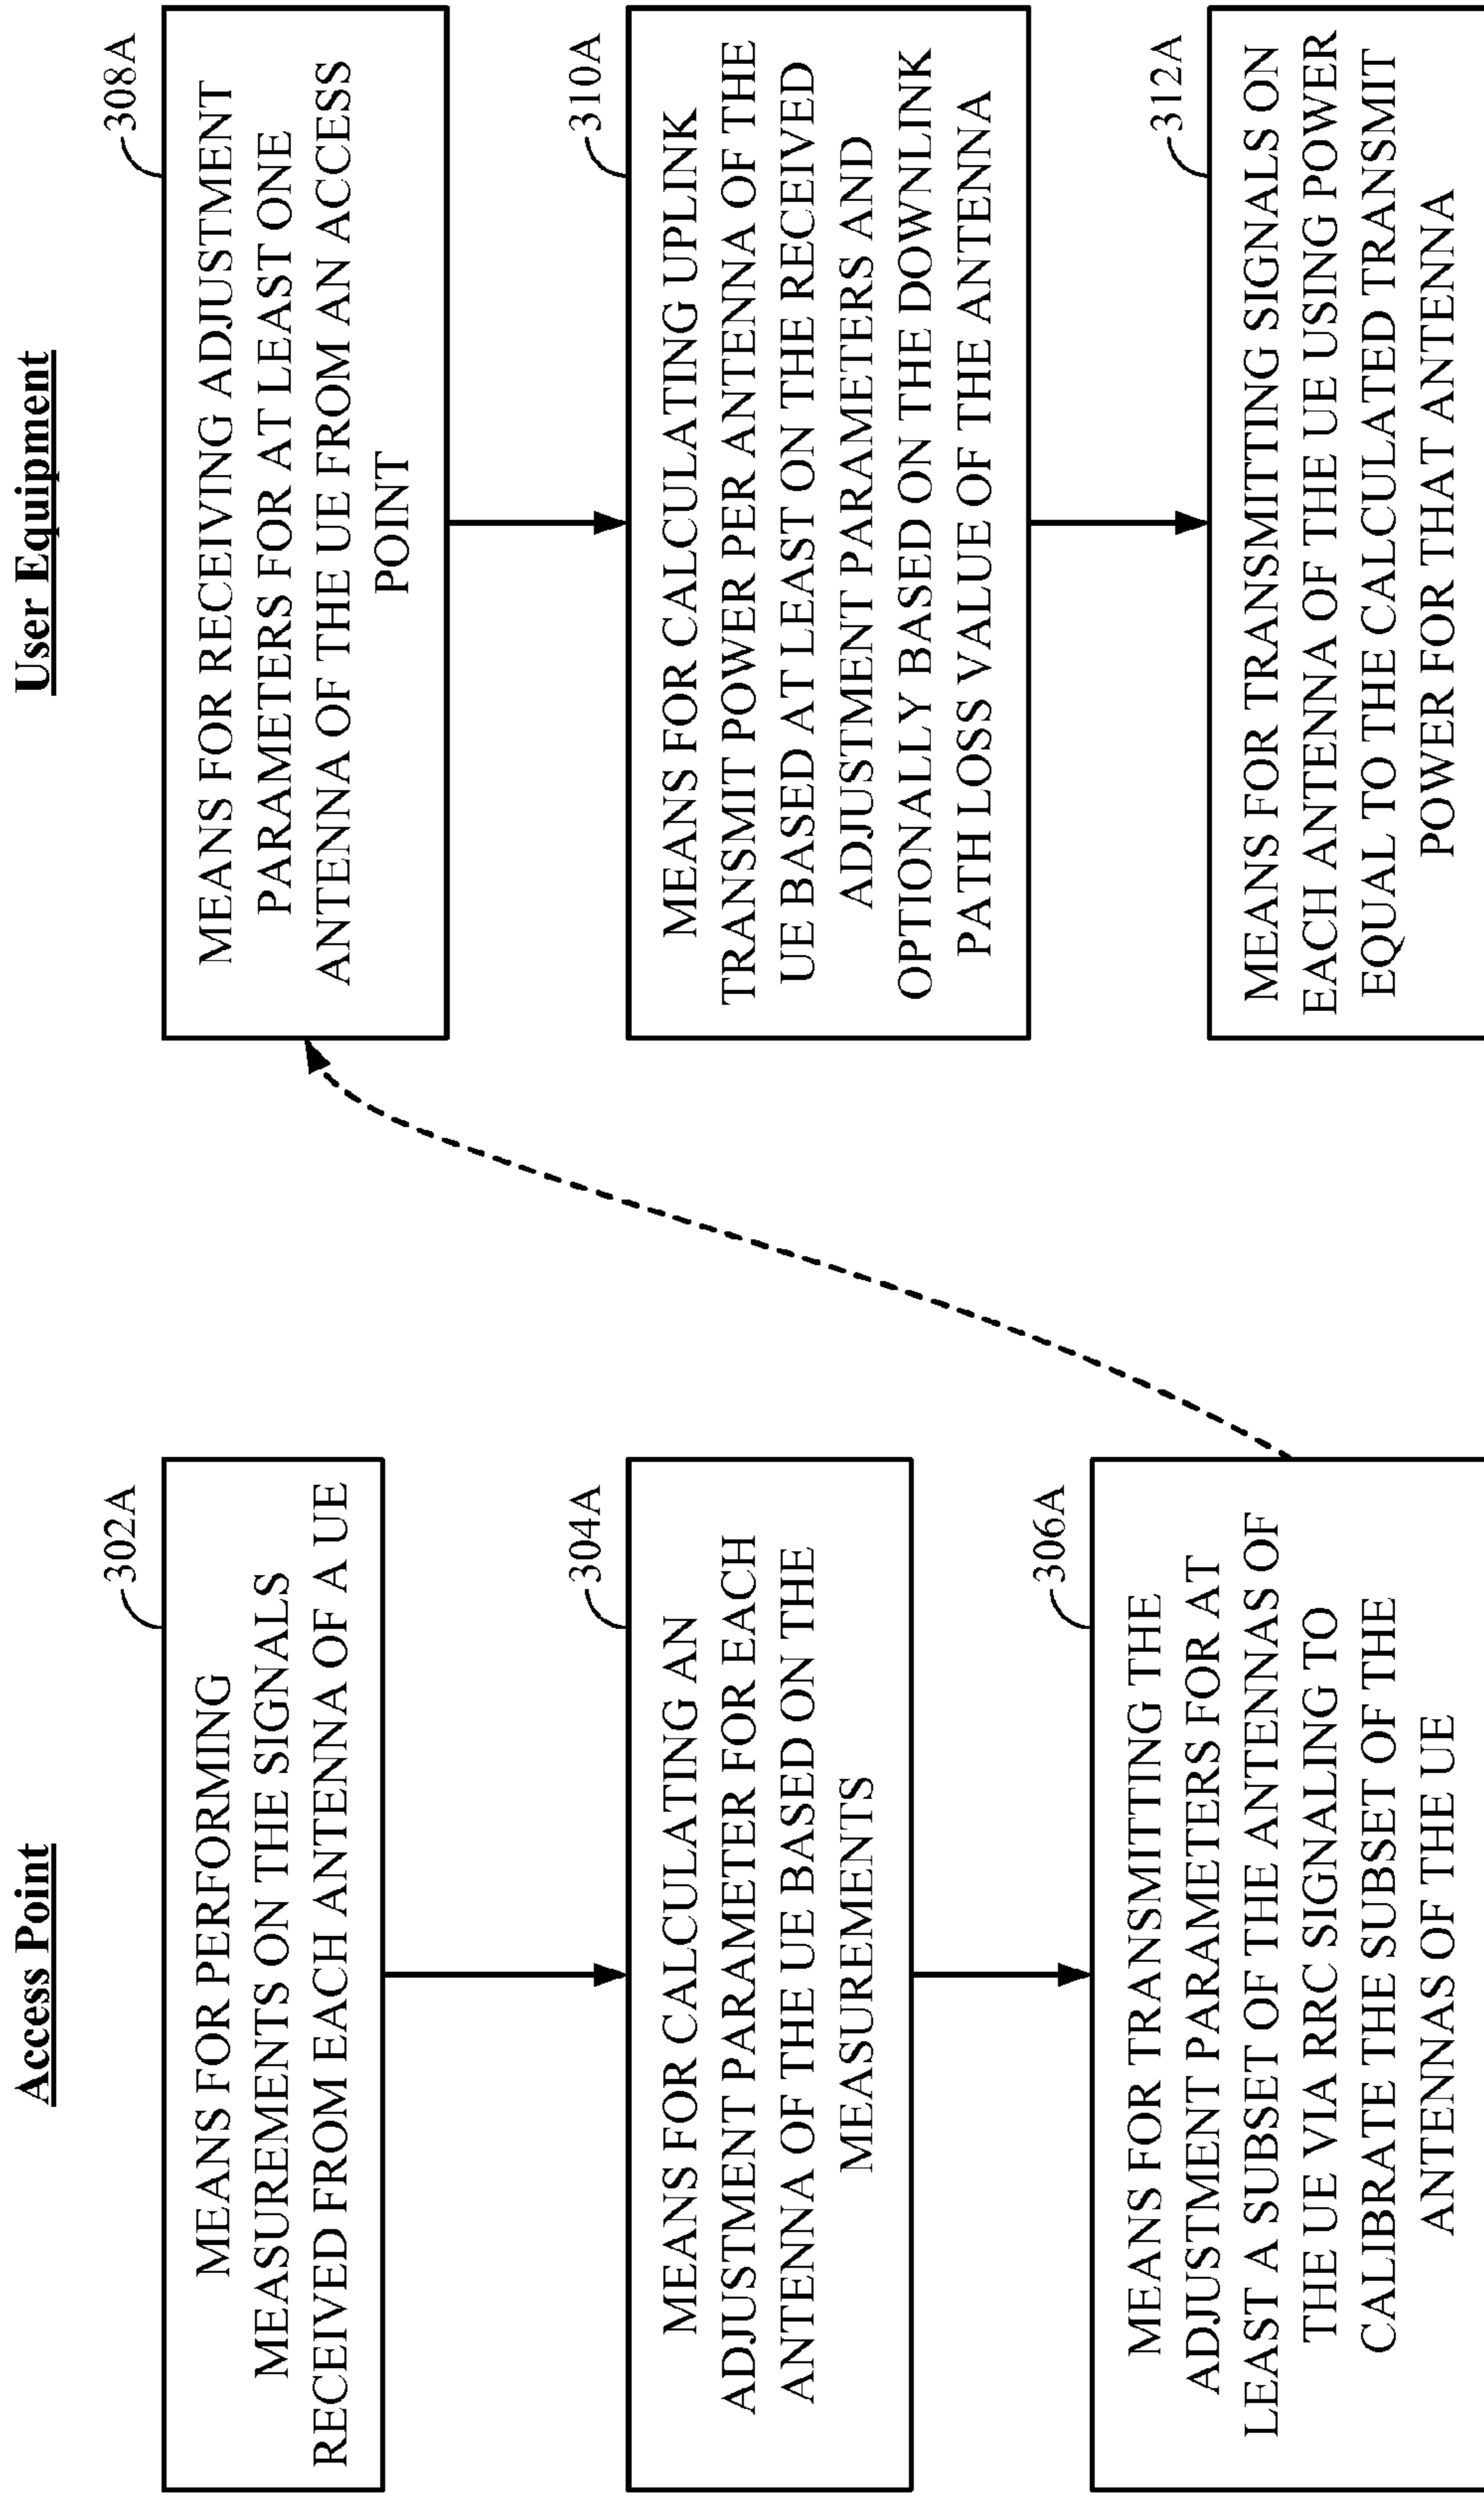 Access Point
302A
MEANS FOR PERFORMING
MEASUREMENTS ON THE SIGNALS
RECEIVED FROM EACH ANTENNA OF A UE
304A
MEANS FOR CALCULATING AN
ADJUSTMENT PARAMETER FOR EACH
ANTENNA OF THE UE BASED ON THE
MEASUREMENTS
306A
MEANS FOR TRANSMITTING THE
ADJUSTMENT PARAMETERS FOR AT
LEAST A SUBSET OF THE ANTENNAS OF
THE UE VIA RRC SIGNALING TO
CALIBRATE THE SUBSET OF THE
ANTENNAS OF THE UE
User Equipment
308A
MEANS FOR RECEIVING ADJUSTMENT
PARAMETERS FOR AT LEAST ONE
ANTENNA OF THE UE FROM AN ACCESS
POINT
310A
MEANS FOR CALCULATING UPLINK
TRANSMIT POWER PER ANTENNA OF THE
UE BASED AT LEAST ON THE RECEIVED
ADJUSTMENT PARAMETERS AND
OPTIONALLY BASED ON THE DOWNLINK
PATH LOSS VALUE OF THE ANTENNA
312A
MEANS FOR TRANSMITTING SIGNALS ON
EACH ANTENNA OF THE UE USING POWER
EQUAL TO THE CALCULATED TRANSMIT
POWER FOR THAT ANTENNA